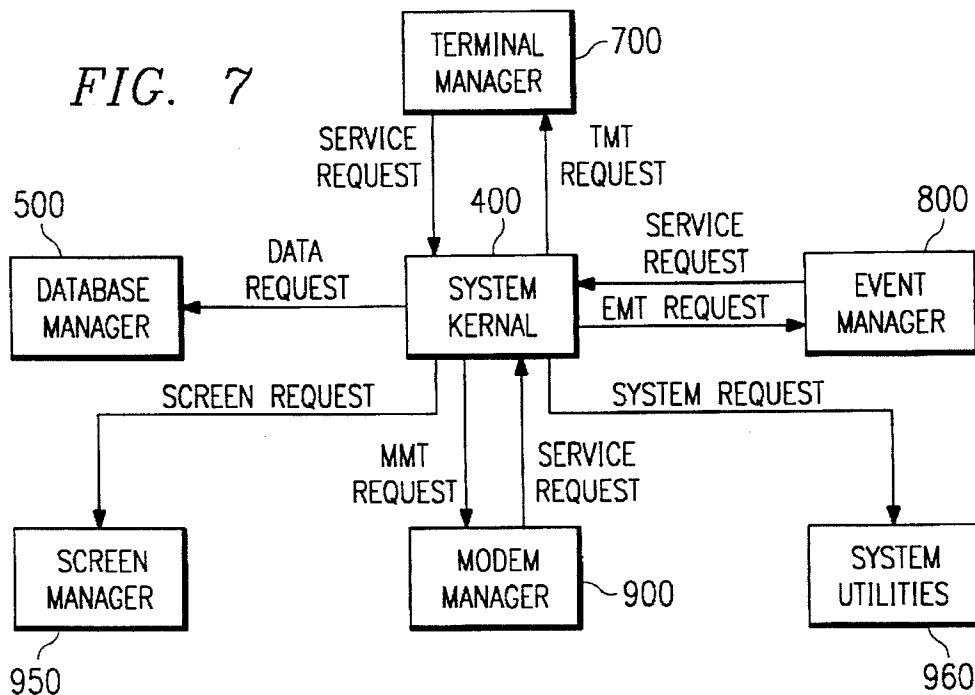 FIG. 7
TERMINAL
MANAGER
700
SERVICE
REQUEST
TMT
REQUEST
500
400
800
DATABASE
MANAGER
DATA
REQUEST
SYSTEM
KERNAL
SERVICE
REQUEST
EMT REQUEST
EVENT
MANAGER
SCREEN REQUEST
SYSTEM REQUEST
MMT
REQUEST
SERVICE
REQUEST
SCREEN
MANAGER
950
MODEM
MANAGER
900
SYSTEM
UTILITIES
960